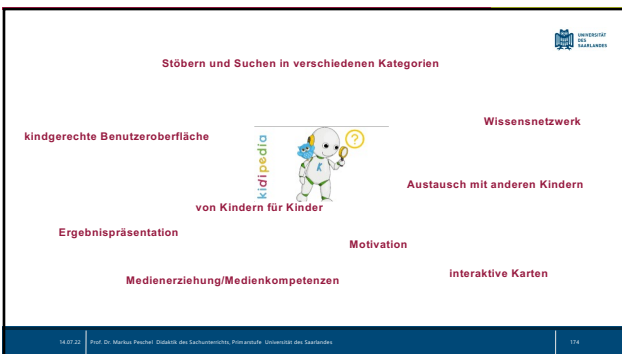 UNIVERSITÄT
DES
SAARLANDES
Stöbern und Suchen in verschiedenen Kategorien
Wissensnetzwerk
kindgerechte Benutzeroberfläche
kidipedia
?
K
Austausch mit anderen Kindern
von Kindern für Kinder
Ergebnispräsentation
Motivation
interaktive Karten
Medienerziehung/Medienkompetenzen
14.07.22 Prof. Dr. Markus Peschel Didaktik des Sachunterrichts, Primarstufe Universität des Saarlandes 174